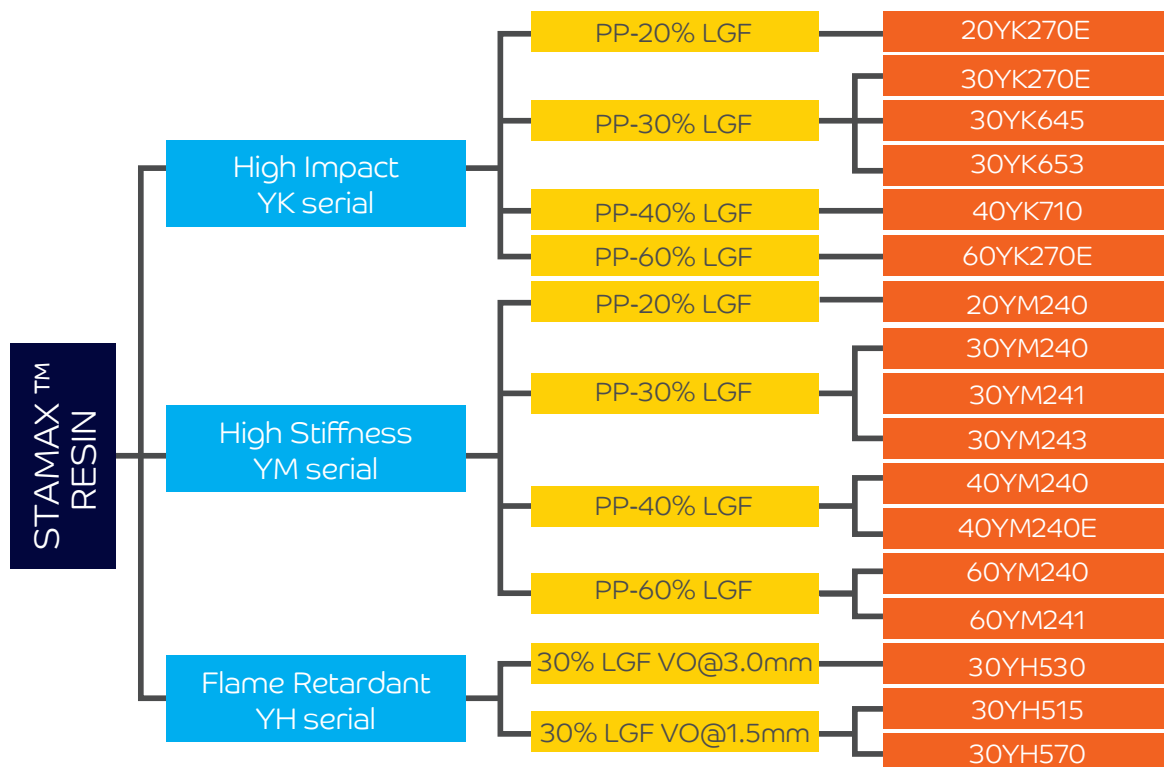 STAMAX ™
RESIN
High Impact
YK serial
PP-20% LGF
20YK270E
PP-30% LGF
30YK270E
30YK645
30YK653
PP-40% LGF
40YK710
PP-60% LGF
60YK270E
High Stiffness
YM serial
PP-20% LGF
20YM240
PP-30% LGF
30YM240
30YM241
30YM243
PP-40% LGF
40YM240
40YM240E
PP-60% LGF
60YM240
60YM241
Flame Retardant
YH serial
30% LGF VO@3.0mm
30YH530
30% LGF VO@1.5mm
30YH515
30YH570